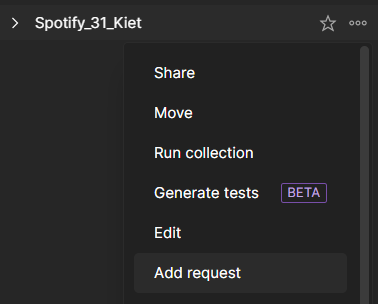 Spotify_31_Kiet
Share
Move
Run collection
Generate tests BETA
Edit
Add request